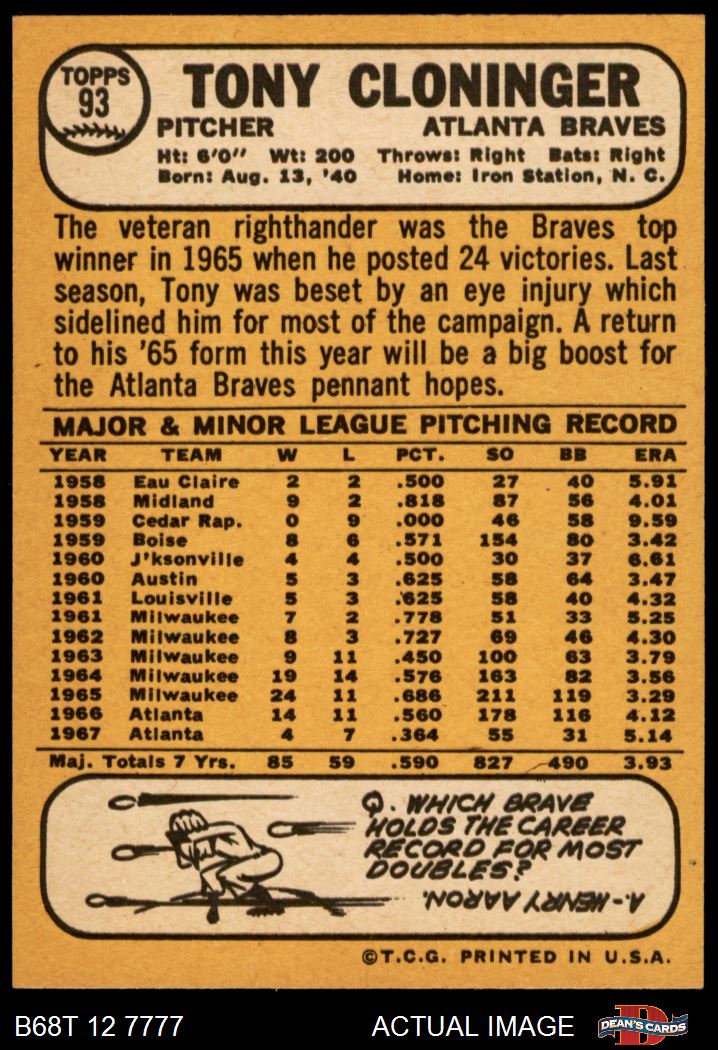 TOPPS
93
TONY CLONINGER
PITCHER ATLANTA BRAVES
Ht: 6'0" Wt: 200 Throws: Right Bats: Right
Born: Aug. 13, '40 Home: Iron Station, N. C.
The veteran righthander was the Braves top
winner in 1965 when he posted 24 victories. Last
season, Tony was beset by an eye injury which
sidelined him for most of the campaign. A return
to his '65 form this year will be a big boost for
the Atlanta Braves pennant hopes.
MAJOR & MINOR LEAGUE PITCHING RECORD
YEAR TEAM W L PCT. SO BB ERA
1958 Eau Claire 2 2 .500 27 40 5.91
1958 Midland 9 2 .818 87 56 4.01
1959 Cedar Rap. 0 9 .000 46 58 9.59
1959 Boise 8 6 .571 154 80 3.42
1960 J'ksonville 4 4 .500 30 37 6.61
1960 Austin 5 3 .625 58 64 3.47
1961 Louisville 5 3 .625 58 40 4.32
1961 Milwaukee 7 2 .778 51 33 5.25
1962 Milwaukee 8 3 .727 69 46 4.30
1963 Milwaukee 9 11 .450 100 63 3.79
1964 Milwaukee 19 14 .576 163 82 3.56
1965 Milwaukee 24 11 .686 211 119 3.29
1966 Atlanta 14 11 .560 178 116 4.12
1967 Atlanta 4 7 .364 55 31 5.14
Maj. Totals 7 Yrs. 85 59 .590 827 490 3.93
Q. WHICH BRAVE
HOLDS THE CAREER
RECORD FOR MOST
DOUBLES?
A-HENRY AARON.
©T.C.G. PRINTED IN U.S.A.
B68T 12 7777 ACTUAL IMAGE DEAN'S CARDS